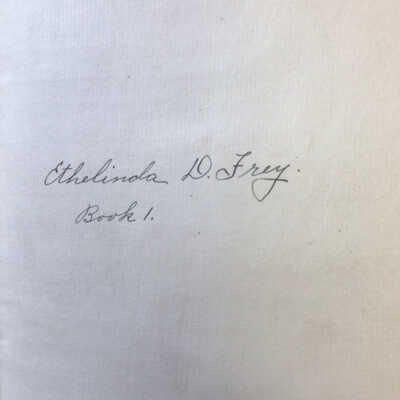 Ethelinda D. Frey.
Book 1.